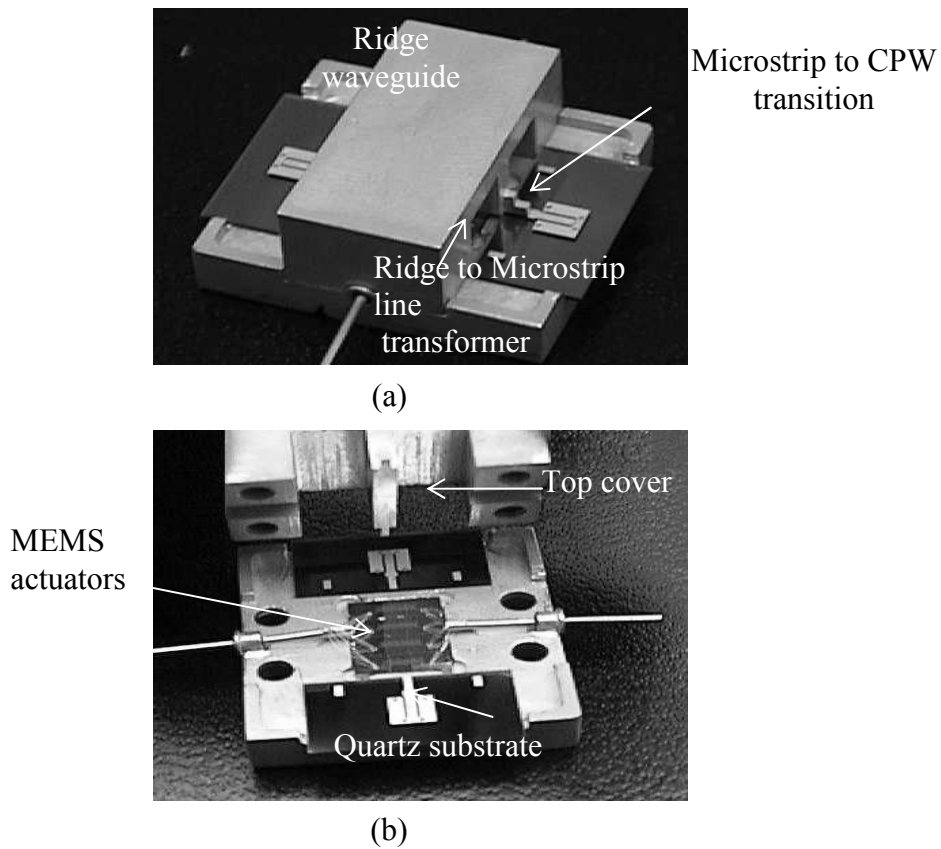 Ridge
waveguide
Microstrip to CPW
transition
Ridge to Microstrip
line
transformer
(a)
Top cover
MEMS
actuators
Quartz substrate
(b)